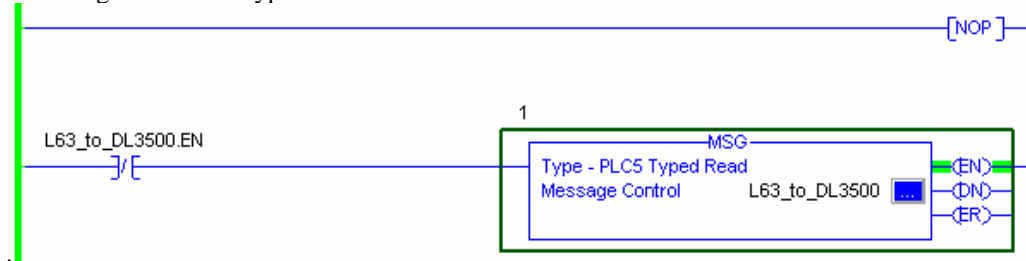 NOP
1
L63_to_DL3500.EN
MSG
Type - PLC5 Typed Read
Message Control L63_to_DL3500 ...
EN
DN
ER